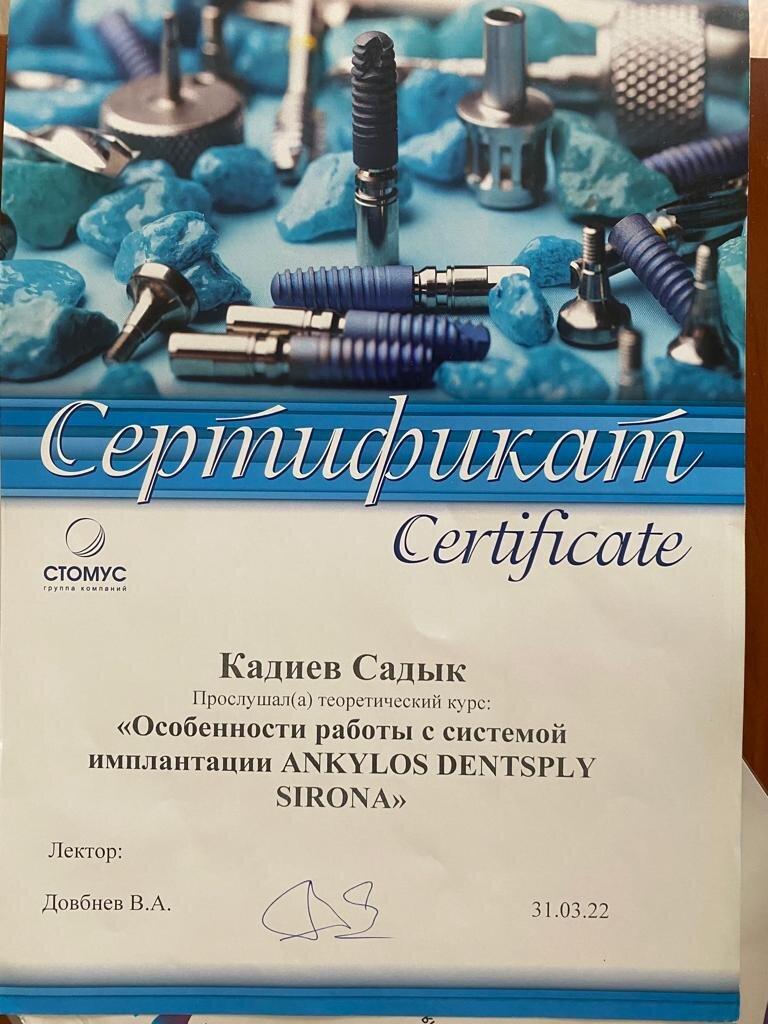 Сертификат
Certificate
СТОМУС
группа компаний
Кадиев Садык
Прослушал(а) теоретический курс:
«Особенности работы с системой
имплантации ANKYLOS DENTSPLY
SIRONA»
Лектор:
Довбнев В.А.
31.03.22